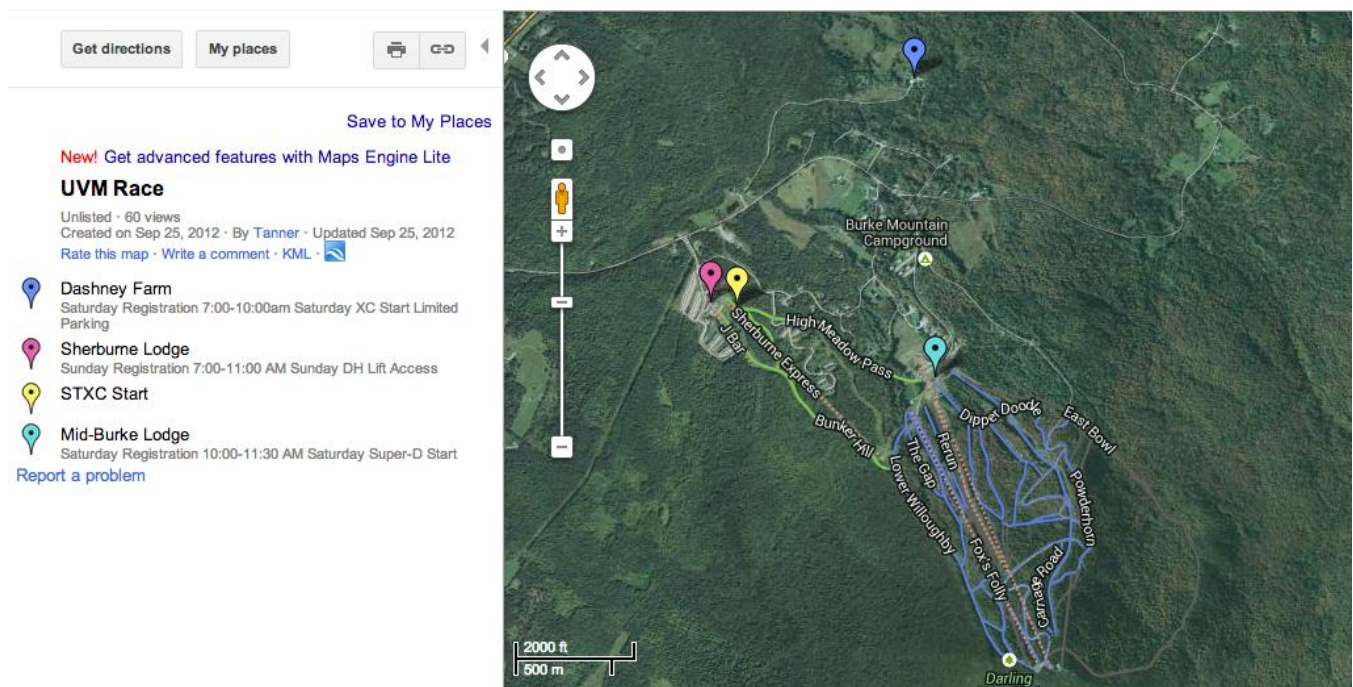 Get directions
My places
Save to My Places
New! Get advanced features with Maps Engine Lite
UVM Race
Unlisted · 60 views
Created on Sep 25, 2012 · By Tanner · Updated Sep 25, 2012
Rate this map · Write a comment · KML ·
Dashney Farm
Saturday Registration 7:00-10:00am Saturday XC Start Limited
Parking
Sherburne Lodge
Sunday Registration 7:00-11:00 AM Sunday DH Lift Access
STXC Start
Mid-Burke Lodge
Saturday Registration 10:00-11:30 AM Saturday Super-D Start
Report a problem
Burke Mountain
Campground
High Meadow Pass
Sherburne Express
J Bar
Bunker Hill
Lower Willoughby
The Gap
Rerun
Dippel Doodle
East Bowl
Powderhorn
Fox's Folly
Carriage Road
2000 ft
500 m
Darling